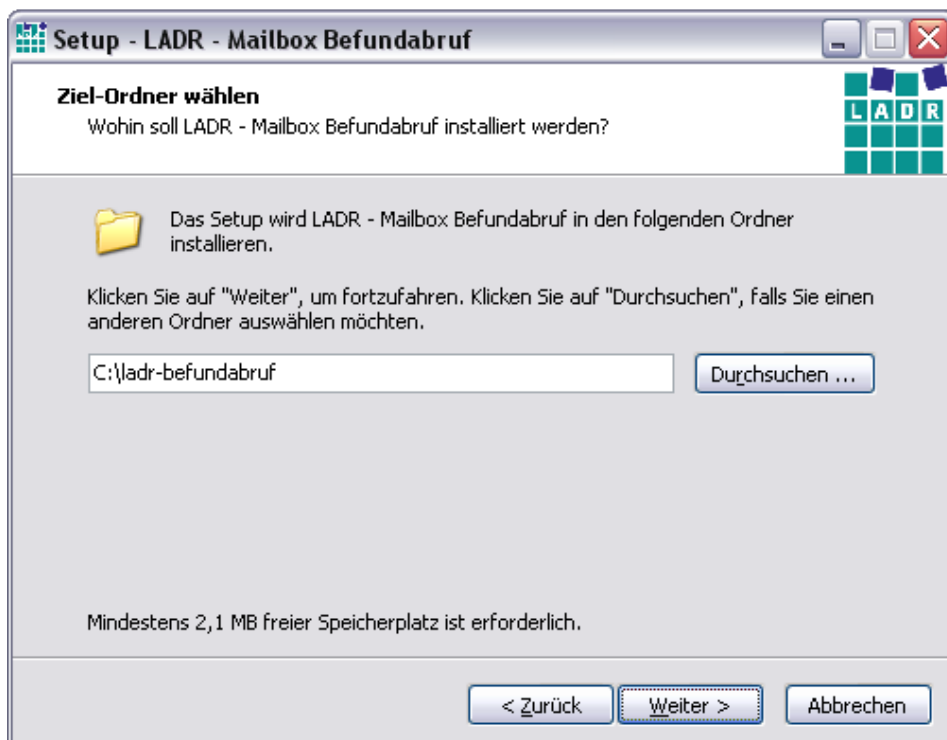 Setup - LADR - Mailbox Befundabruf
Ziel-Ordner wählen
Wohin soll LADR - Mailbox Befundabruf installiert werden?
L A D R
Das Setup wird LADR - Mailbox Befundabruf in den folgenden Ordner
installieren.
Klicken Sie auf "Weiter", um fortzufahren. Klicken Sie auf "Durchsuchen", falls Sie einen
anderen Ordner auswählen möchten.
C:\ladr-befundabruf
Durchsuchen ...
Mindestens 2,1 MB freier Speicherplatz ist erforderlich.
< Zurück
Weiter >
Abbrechen